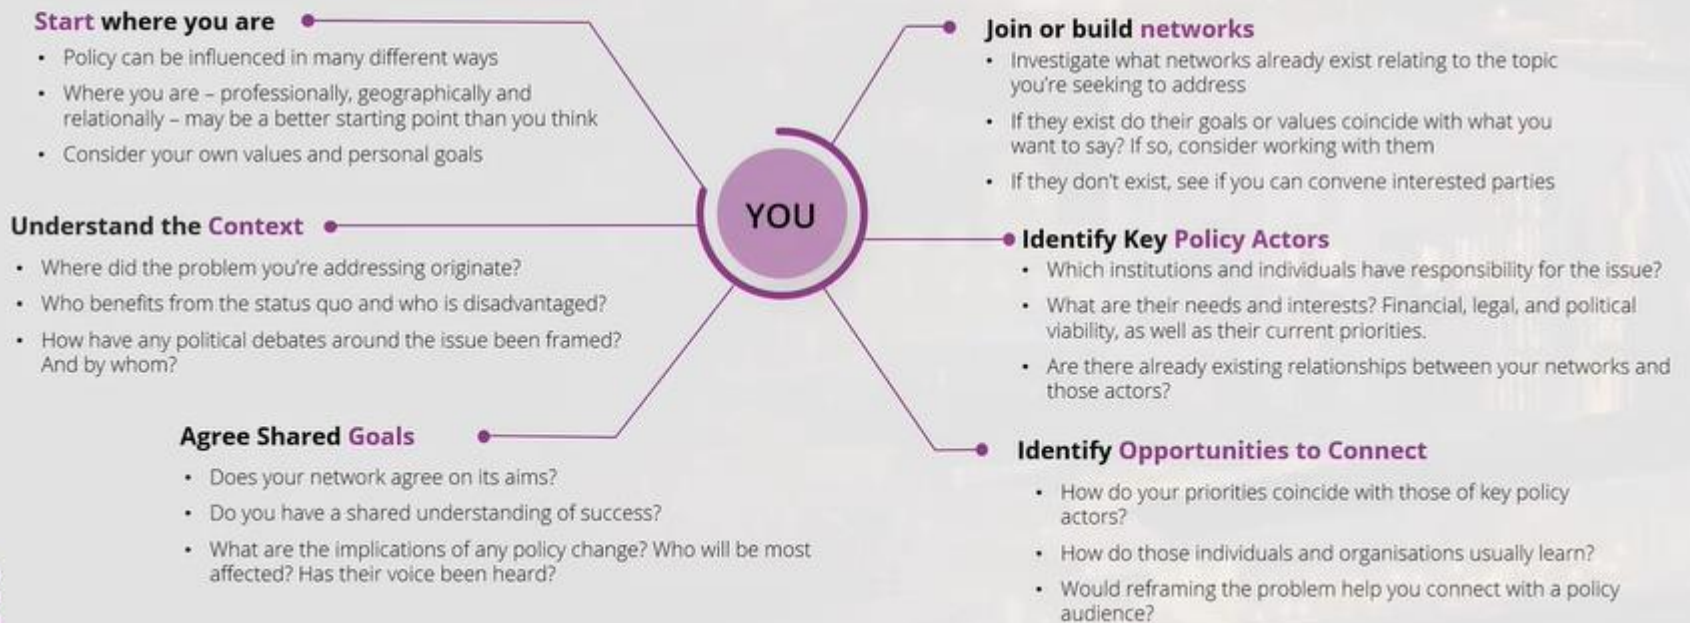 Start where you are
• Policy can be influenced in many different ways
• Where you are – professionally, geographically and
relationally – may be a better starting point than you think
• Consider your own values and personal goals
Understand the Context
• Where did the problem you're addressing originate?
• Who benefits from the status quo and who is disadvantaged?
• How have any political debates around the issue been framed?
And by whom?
Agree Shared Goals
• Does your network agree on its aims?
• Do you have a shared understanding of success?
• What are the implications of any policy change? Who will be most
affected? Has their voice been heard?
YOU
Join or build networks
• Investigate what networks already exist relating to the topic
you're seeking to address
• If they exist do their goals or values coincide with what you
want to say? If so, consider working with them
• If they don't exist, see if you can convene interested parties
Identify Key Policy Actors
• Which institutions and individuals have responsibility for the issue?
• What are their needs and interests? Financial, legal, and political
viability, as well as their current priorities.
• Are there already existing relationships between your networks and
those actors?
Identify Opportunities to Connect
• How do your priorities coincide with those of key policy
actors?
• How do those individuals and organisations usually learn?
• Would reframing the problem help you connect with a policy
audience?